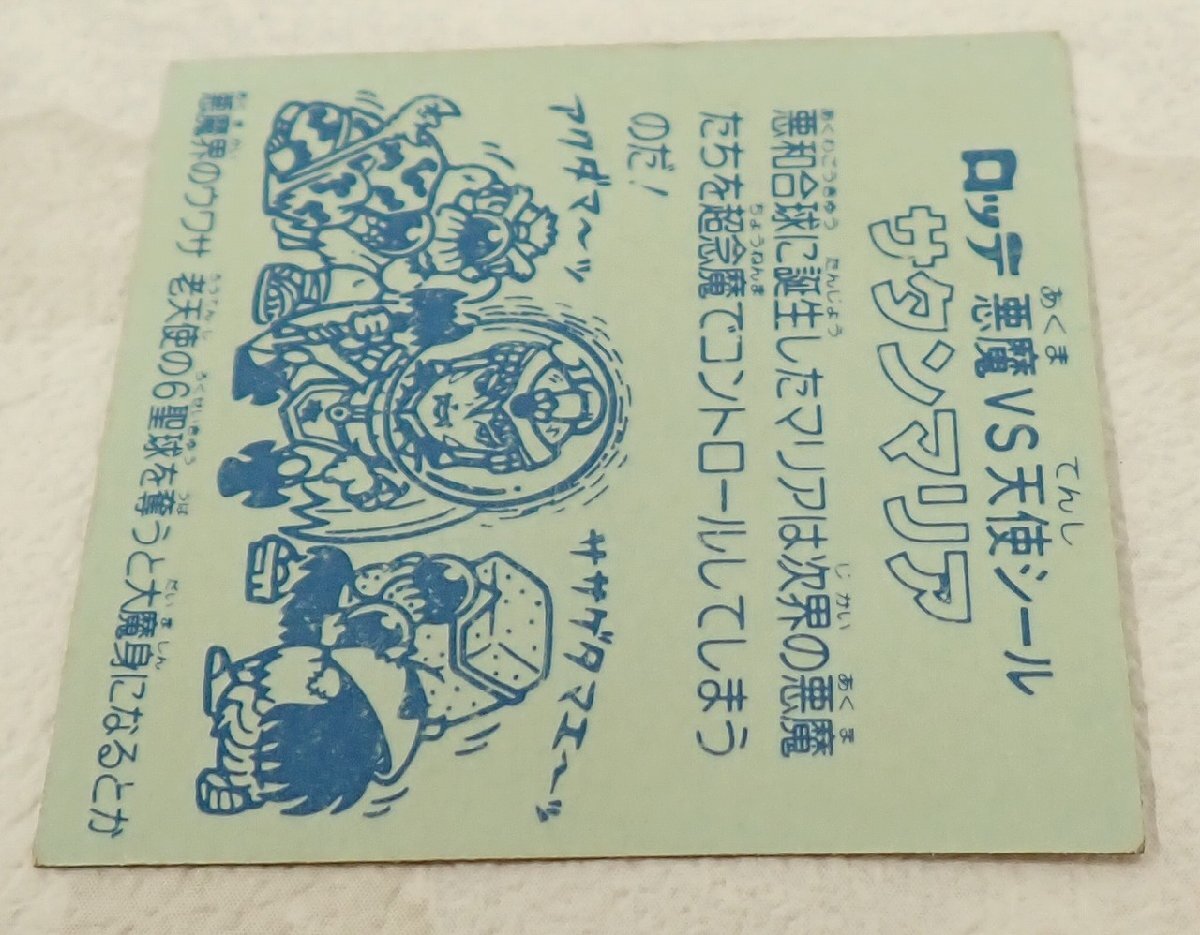 ロッテ 悪魔VS天使シール
サタンマリア
悪和合球に誕生したマリアは次界の悪魔
たちを超念魔でコントロールしてしまう
のだ!
アクダマ〜ッ
ササゲタマエ〜ッ
悪魔界のウワサ 老天使の6聖球を奪うと大魔身になるとか